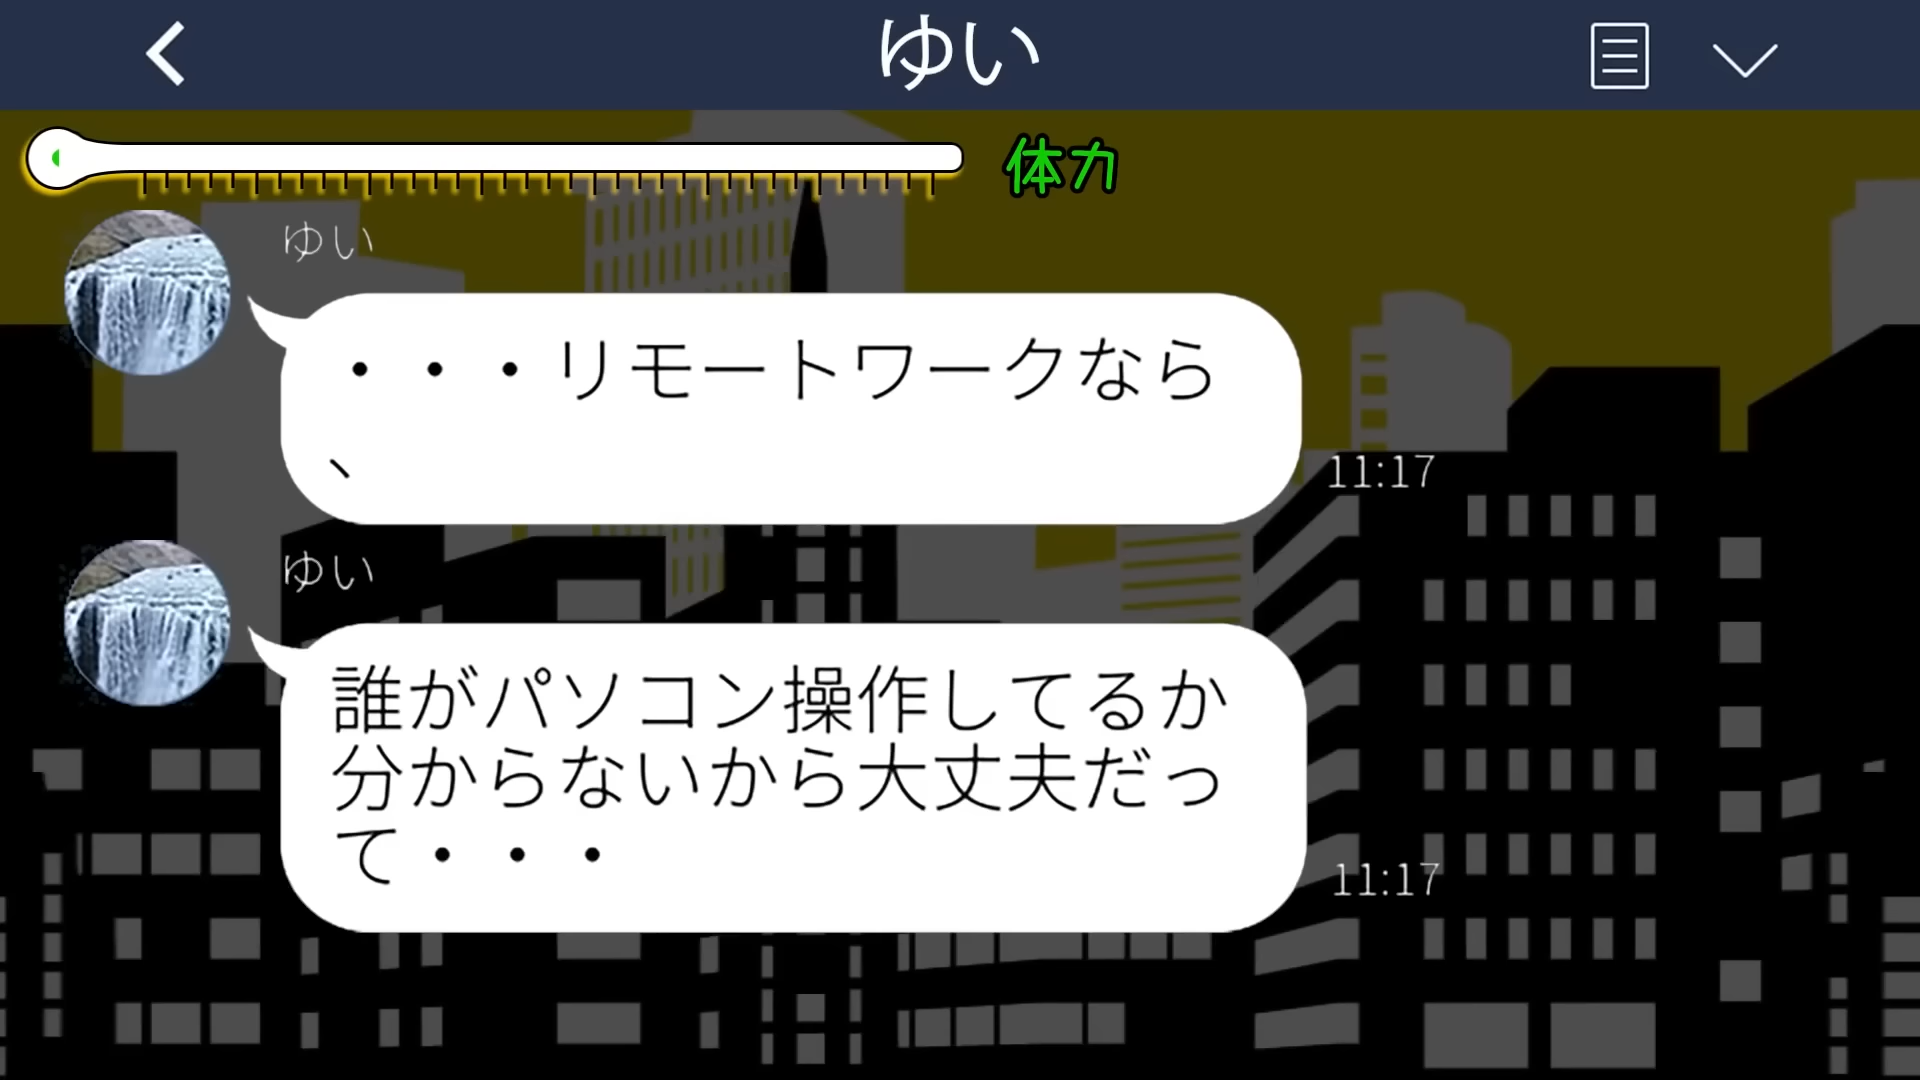 ゆい
体力
ゆい
・・・リモートワークなら
、
11:17
ゆい
誰がパソコン操作してるか
分からないから大丈夫だっ
て・・・
11:17